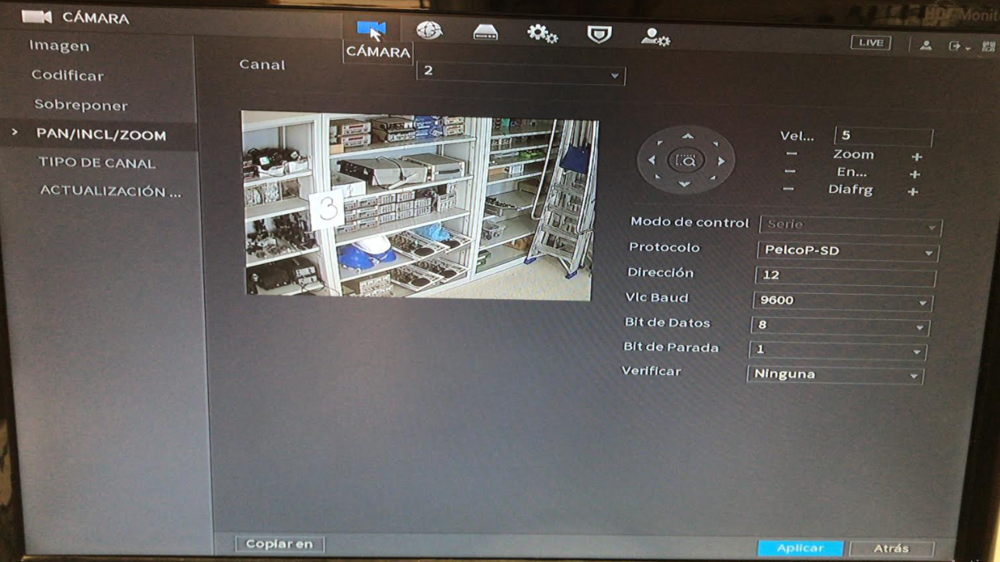 CÁMARA
LIVE
CÁMARA
Imagen
Codificar
Sobreponer
> PAN/INCL/ZOOM
TIPO DE CANAL
ACTUALIZACIÓN ...
Canal 2
3
Vel... 5
− Zoom +
− En... +
− Diafrg +
Modo de control Serie
Protocolo PelcoP-SD
Dirección 12
Vlc Baud 9600
Bit de Datos 8
Bit de Parada 1
Verificar Ninguna
Copiar en
Aplicar
Atrás